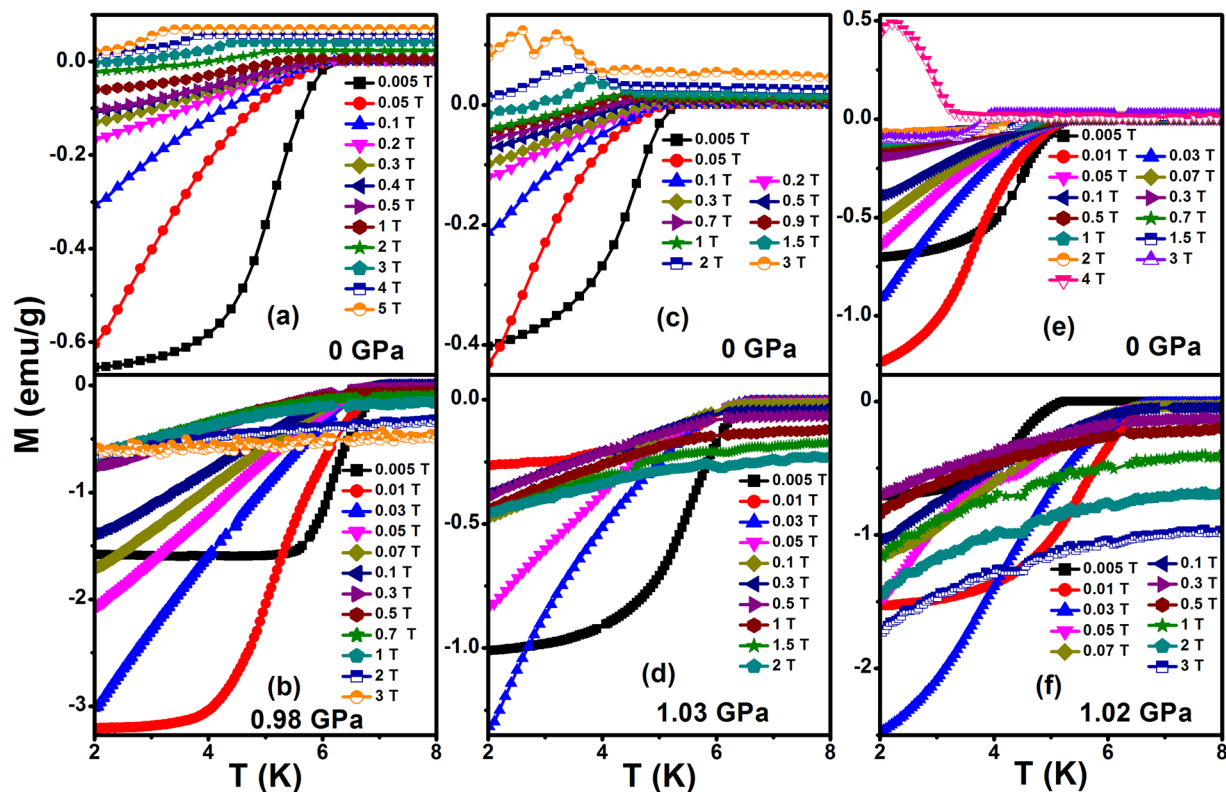 M (emu/g)
0.0
-0.2
-0.4
-0.6
0.005 T
0.05 T
0.1 T
0.2 T
0.3 T
0.4 T
0.5 T
1 T
2 T
3 T
4 T
5 T
(a)
0 GPa
0
-1
-2
-3
0.005 T
0.01 T
0.03 T
0.05 T
0.07 T
0.1 T
0.3 T
0.5 T
0.7 T
1 T
2 T
3 T
(b)
0.98 GPa
2 4 6 8
T (K)
0.0
-0.2
-0.4
0.005 T
0.05 T
0.1 T 0.2 T
0.3 T 0.5 T
0.7 T 0.9 T
1 T 1.5 T
2 T 3 T
(c)
0 GPa
0.0
-0.5
-1.0
0.005 T
0.01 T
0.03 T
0.05 T
0.1 T
0.3 T
0.5 T
1 T
1.5 T
2 T
(d)
1.03 GPa
2 4 6 8
T (K)
0.5
0.0
-0.5
-1.0
0.005 T
0.01 T 0.03 T
0.05 T 0.07 T
0.1 T 0.3 T
0.5 T 0.7 T
1 T 1.5 T
2 T 3 T
4 T
(e)
0 GPa
0
-1
-2
0.005 T 0.1 T
0.01 T 0.3 T
0.03 T 0.5 T
0.05 T 1 T
0.07 T 2 T
3 T
(f)
1.02 GPa
2 4 6 8
T (K)